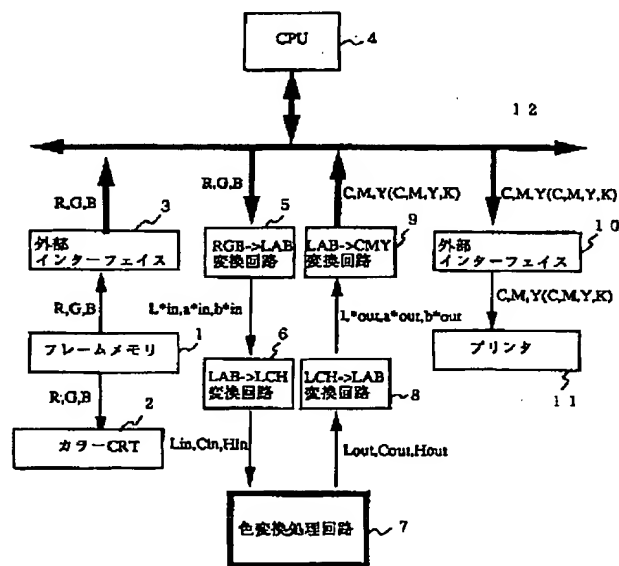 CPU
4
12
R,G,B
3
外部
インターフェイス
R,G,B
フレームメモリ
1
R,G,B
2
カラーCRT
R,G,B
5
RGB->LAB
変換回路
L*in,a*in,b*in
6
LAB->LCH
変換回路
Lin,Cin,Hin
C,M,Y(C,M,Y,K)
9
LAB->CMY
変換回路
L*out,a*out,b*out
LCH->LAB
変換回路
8
Lout,Cout,Hout
色変換処理回路
7
C,M,Y(C,M,Y,K)
10
外部
インターフェイス
C,M,Y(C,M,Y,K)
プリンタ
11